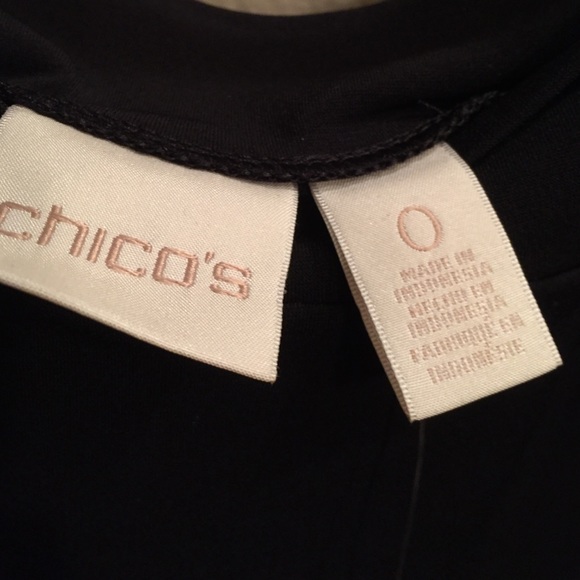 chico's
0
MADE IN
INDONESIA
HECHO EN
INDONESIA
FABRIQUE EN
INDONESIE